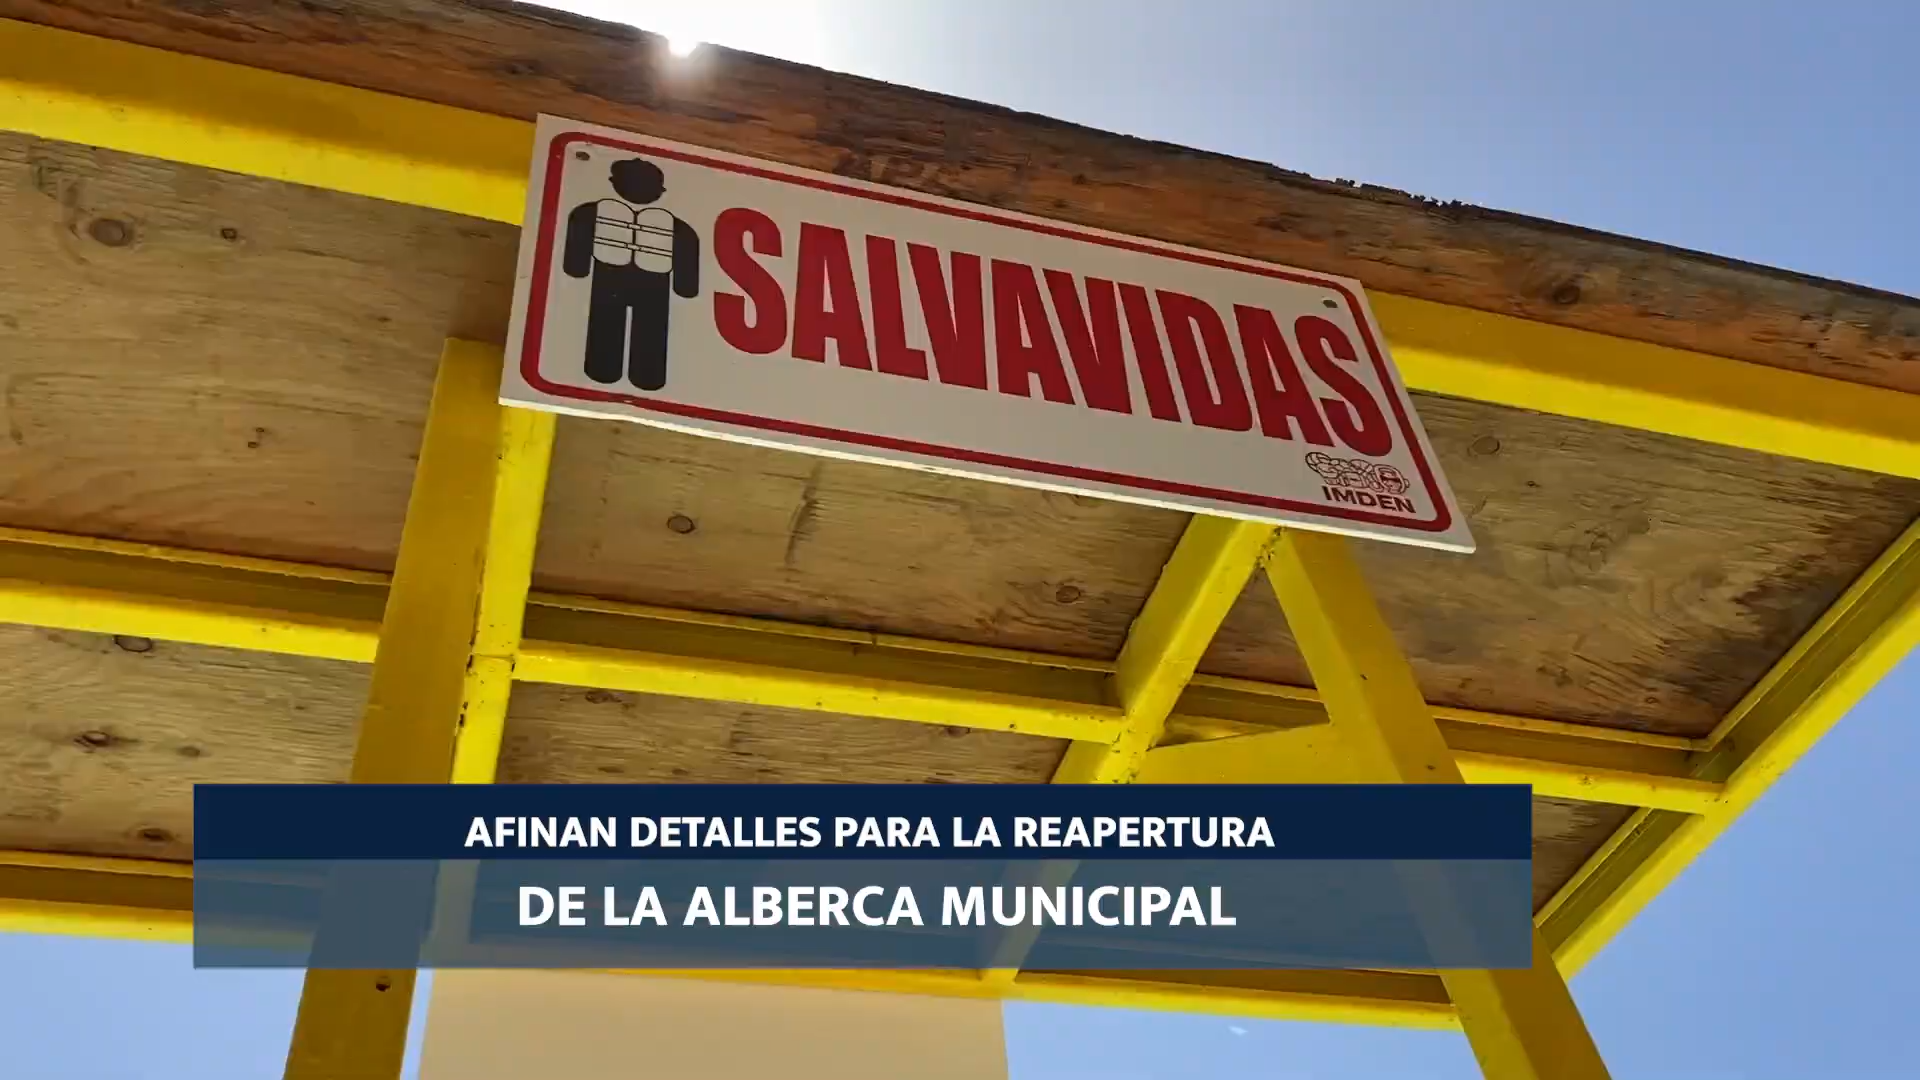 SALVAVIDAS
IMDEN
AFINAN DETALLES PARA LA REAPERTURA
DE LA ALBERCA MUNICIPAL